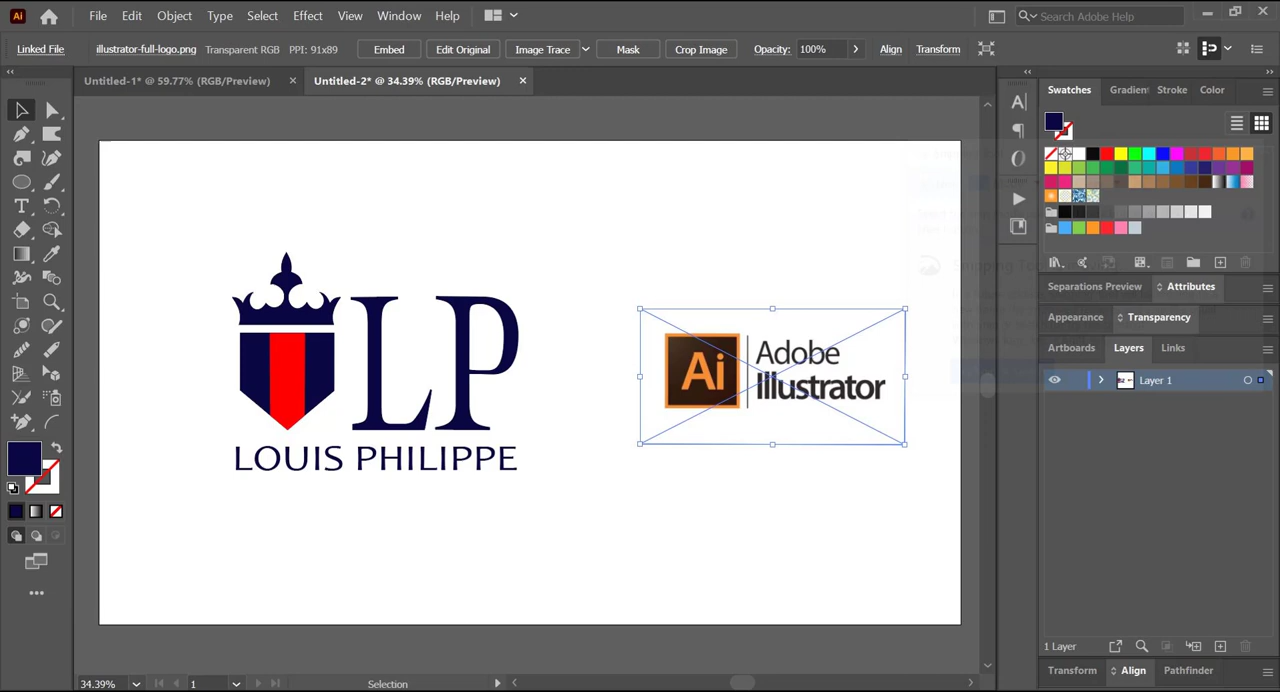 Ai File Edit Object Type Select Effect View Window Help Search Adobe Help
Linked File illustrator-full-logo.png Transparent RGB PPI: 91x89 Embed Edit Original Image Trace Mask Crop Image Opacity: 100% Align Transform
Untitled-1* @ 59.77% (RGB/Preview) Untitled-2* @ 34.39% (RGB/Preview)
Swatches Gradient Stroke Color
Separations Preview Attributes
Appearance Transparency
Artboards Layers Links
Layer 1
LP
LOUIS PHILIPPE
Ai
Adobe
Illustrator
1 Layer
Transform Align Pathfinder
34.39% 1 Selection